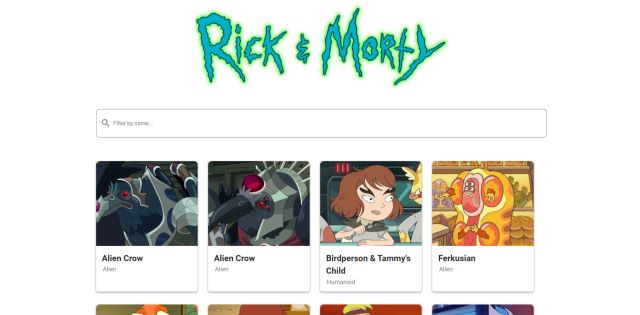 Rick & Morty
Filter by name...
Alien Crow
Alien
Alien Crow
Alien
Birdperson & Tammy's
Child
Humanoid
Ferkusian
Alien